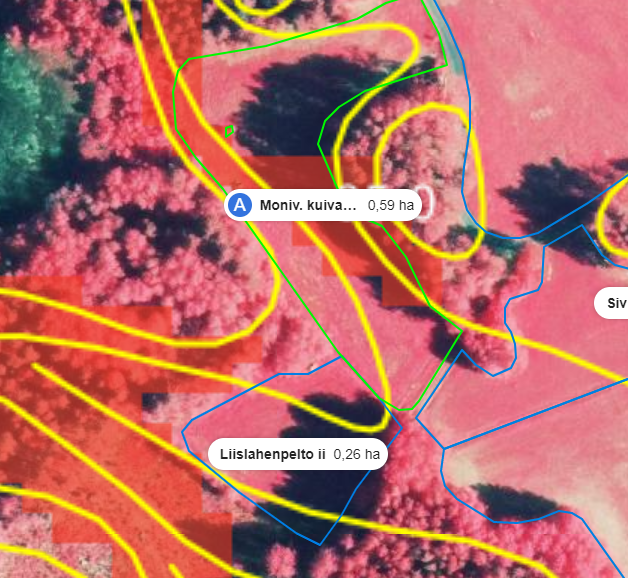 A Moniv. kuiva... 0,59 ha
Siv
Liislahenpelto ii 0,26 ha